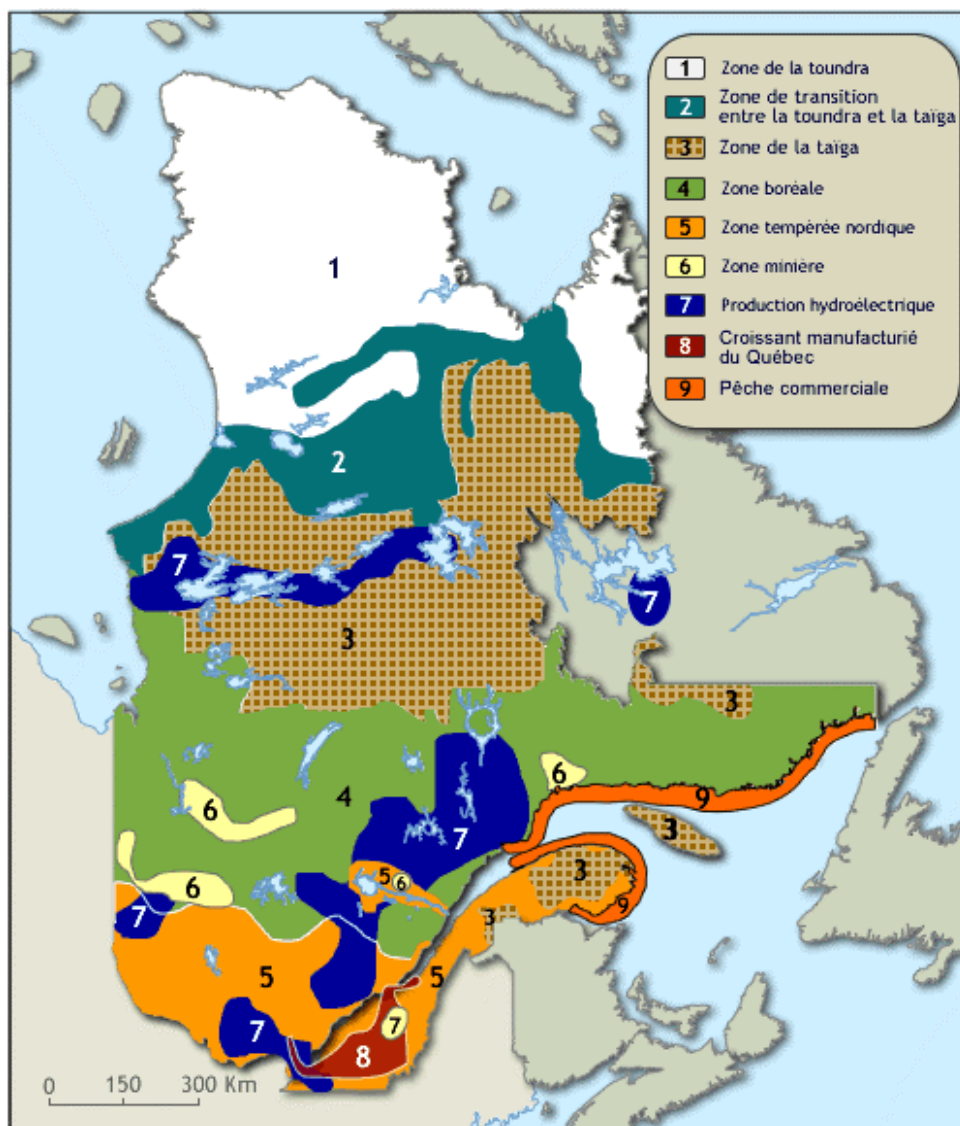 1 Zone de la toundra
2 Zone de transition
entre la toundra et la taïga
3 Zone de la taïga
4 Zone boréale
5 Zone tempérée nordique
6 Zone minière
7 Production hydroélectrique
8 Croissant manufacturié
du Québec
9 Pêche commerciale
1
2
7
7
3
3
6
9
6
4
7
3
5 6
3
6
7
9
3
5
5
7
7
8
0 150 300 Km